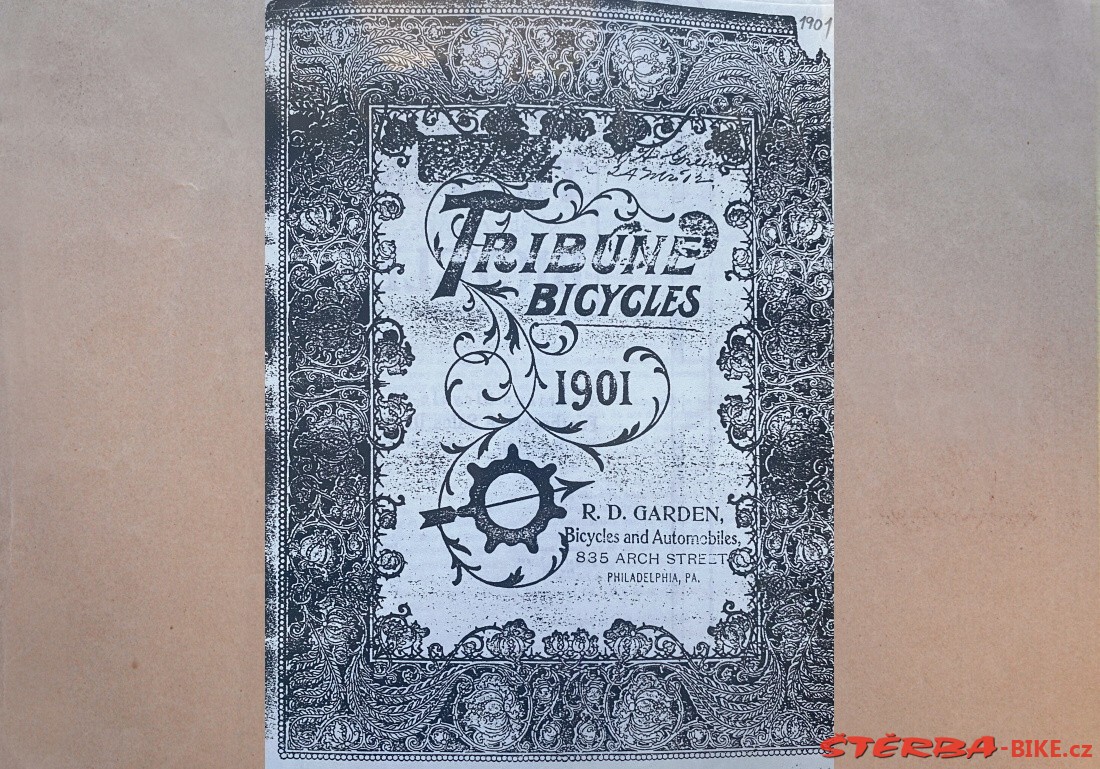 1901
TRIBUNE
BICYCLES
1901
R. D. GARDEN,
Bicycles and Automobiles,
835 ARCH STREET
PHILADELPHIA, PA.
ŠTĚRBA-BIKE.cz